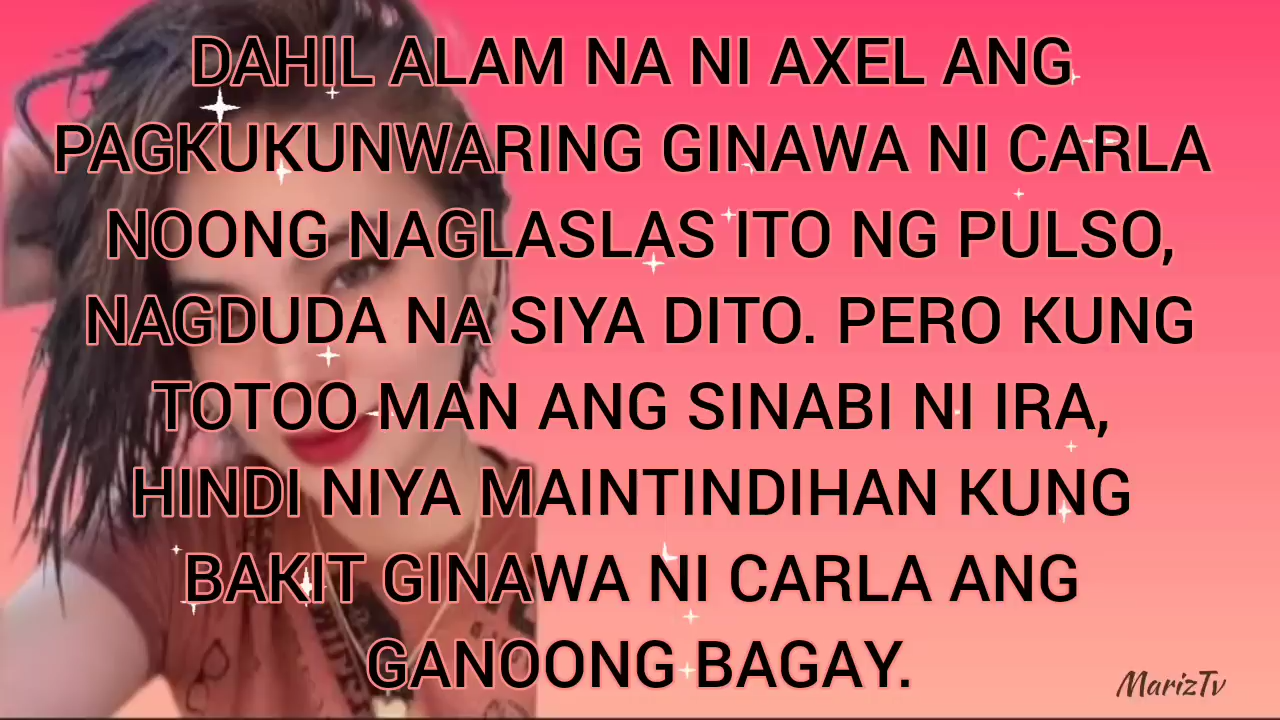 DAHIL ALAM NA NI AXEL ANG
PAGKUKUNWARING GINAWA NI CARLA
NOONG NAGLASLAS ITO NG PULSO,
NAGDUDA NA SIYA DITO. PERO KUNG
TOTOO MAN ANG SINABI NI IRA,
HINDI NIYA MAINTINDIHAN KUNG
BAKIT GINAWA NI CARLA ANG
GANOONG BAGAY.
MarizTv